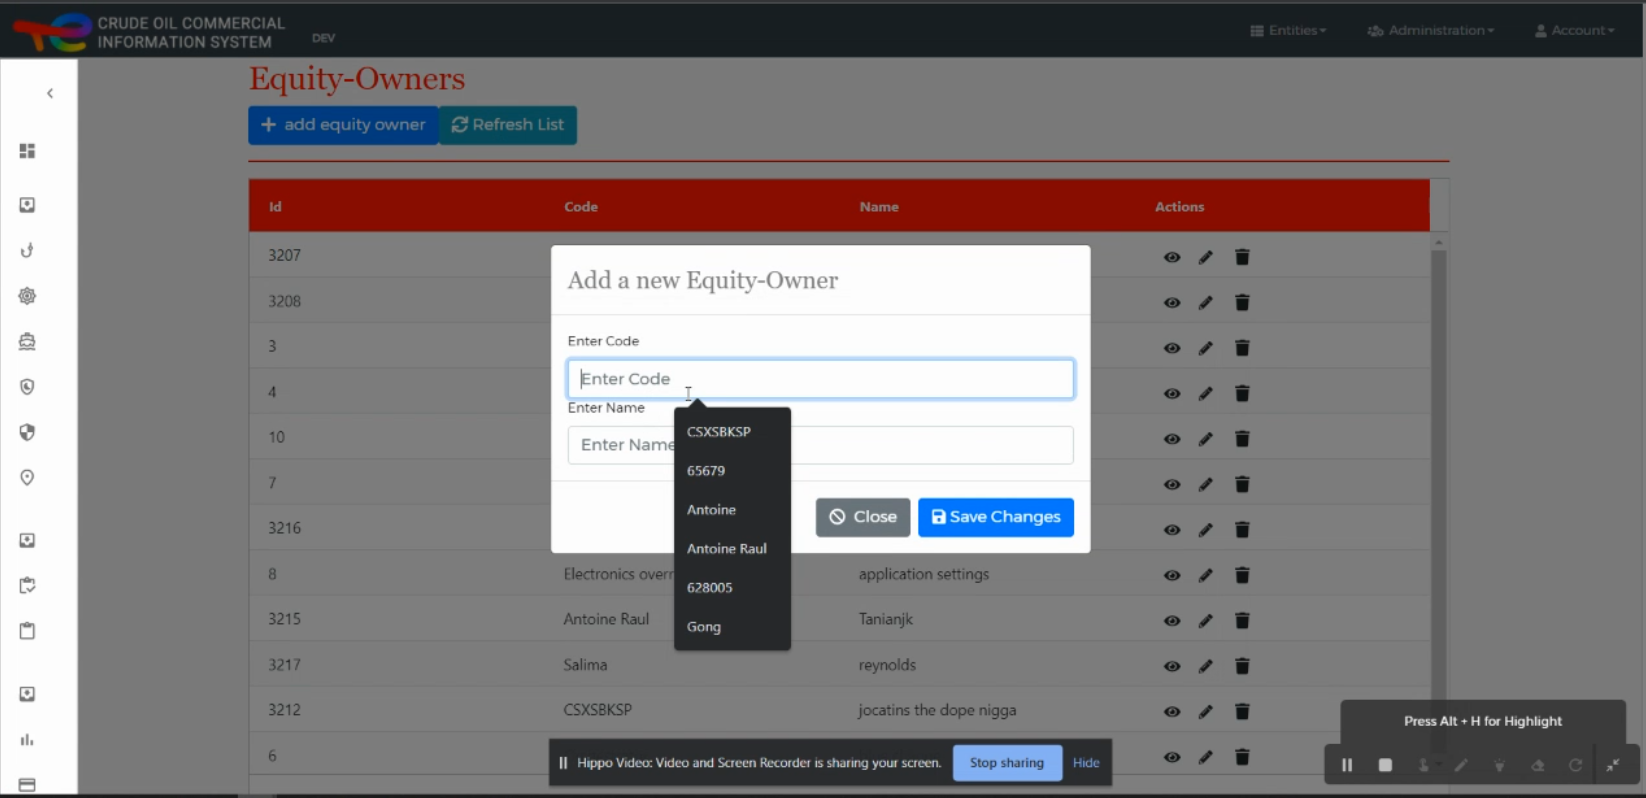 CRUDE OIL COMMERCIAL
INFORMATION SYSTEM
DEV
Entities
Administration
Account
Equity-Owners
+ add equity owner
Refresh List
Id Code Name Actions
3207
3208
3
4
10
7
3216
8 Electronics overr application settings
3215 Antoine Raul Tanianjk
3217 Salima reynolds
3212 CSXSBKSP jocatins the dope nigga
6
Add a new Equity-Owner
Enter Code
Enter Code
Enter Name
Enter Name
CSXSBKSP
65679
Antoine
Antoine Raul
628005
Gong
Close
Save Changes
Hippo Video: Video and Screen Recorder is sharing your screen.
Stop sharing
Hide
Press Alt + H for Highlight